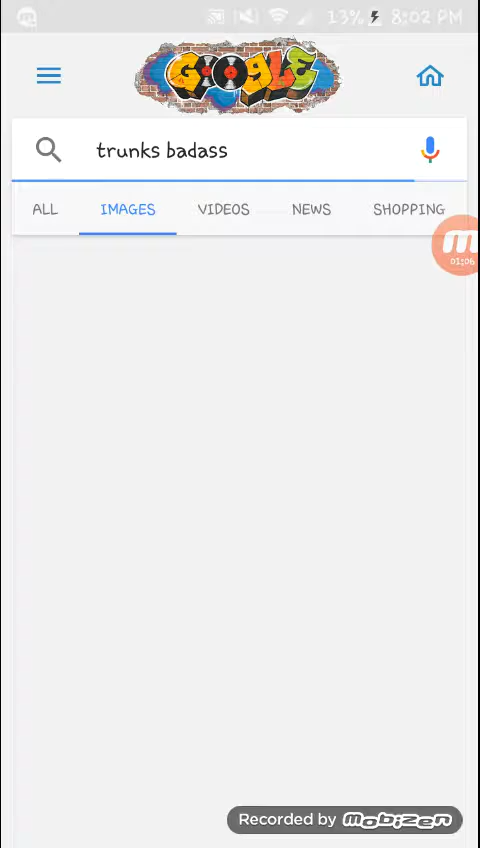 13% 8:02 PM
GOOGLE
trunks badass
ALL IMAGES VIDEOS NEWS SHOPPING
01:06
Recorded by mobizen